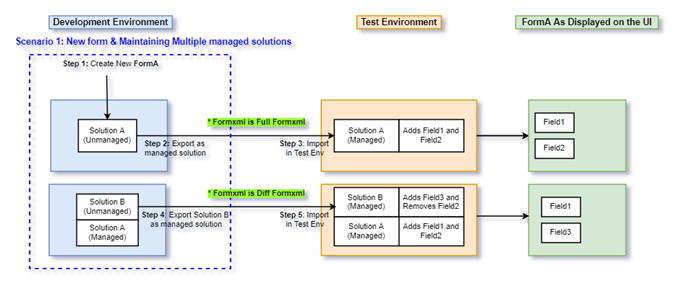 Development Environment
Test Environment
FormA As Displayed on the UI
Scenario 1: New form & Maintaining Multiple managed solutions
Step 1: Create New FormA
* Formxml is Full Formxml
Solution A
(Unmanaged)
Step 2: Export as
managed solution
Step 3: Import
in Test Env
Solution A
(Managed)
Adds Field1 and
Field2
Field1
Field2
* Formxml is Diff Formxml
Solution B
(Unmanaged)
Solution A
(Managed)
Step 4: Export Solution B
as managed solution
Step 5: Import
in Test Env
Solution B
(Managed)
Adds Field3 and
Removes Field2
Solution A
(Managed)
Adds Field1 and
Field2
Field1
Field3